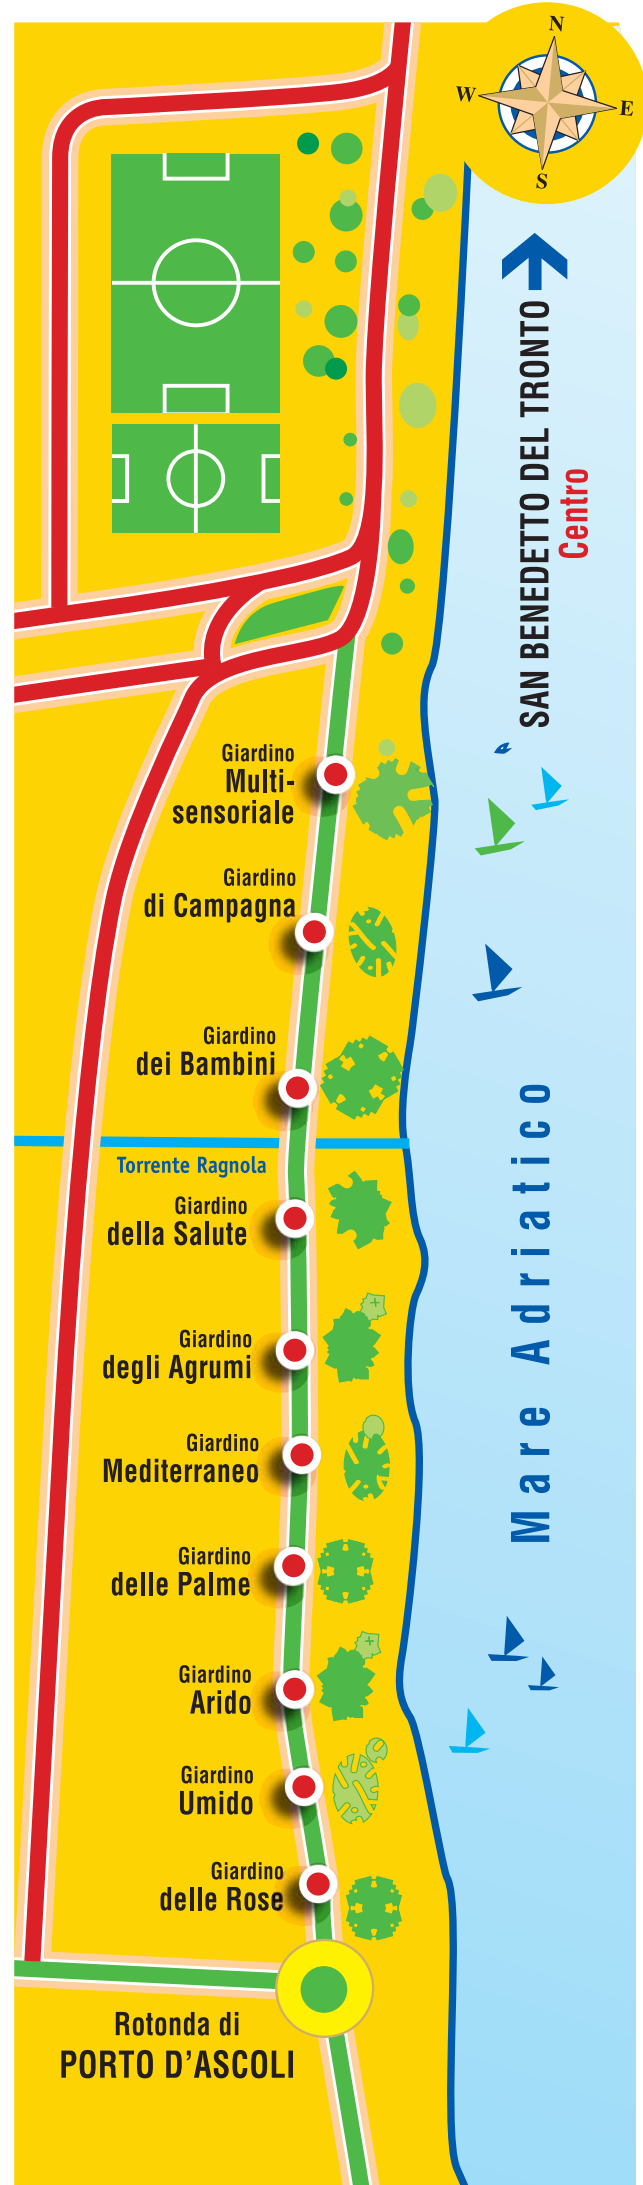 N
W
E
S
SAN BENEDETTO DEL TRONTO
Centro
Giardino
Multi-
sensoriale
Giardino
di Campagna
Giardino
dei Bambini
Torrente Ragnola
Giardino
della Salute
Giardino
degli Agrumi
Mare Adriatico
Giardino
Mediterraneo
Giardino
delle Palme
Giardino
Arido
Giardino
Umido
Giardino
delle Rose
Rotonda di
PORTO D'ASCOLI